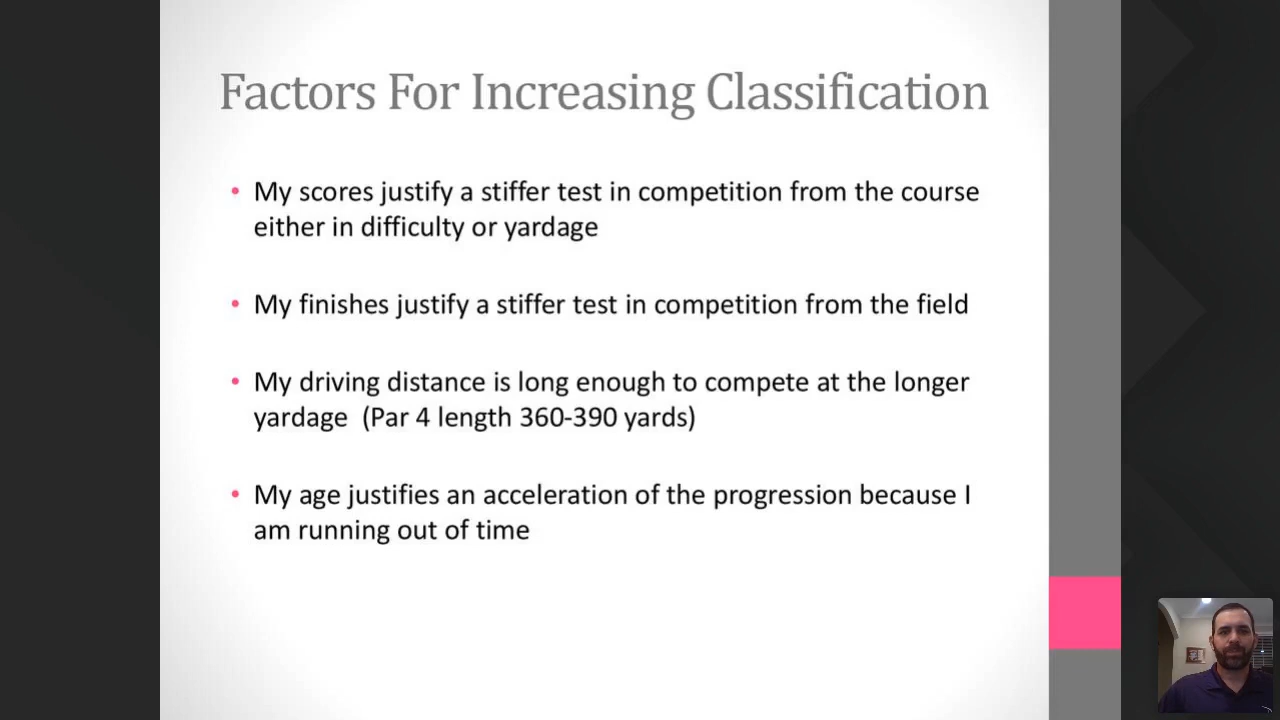 Factors For Increasing Classification
• My scores justify a stiffer test in competition from the course
either in difficulty or yardage
• My finishes justify a stiffer test in competition from the field
• My driving distance is long enough to compete at the longer
yardage  (Par 4 length 360-390 yards)
• My age justifies an acceleration of the progression because I
am running out of time